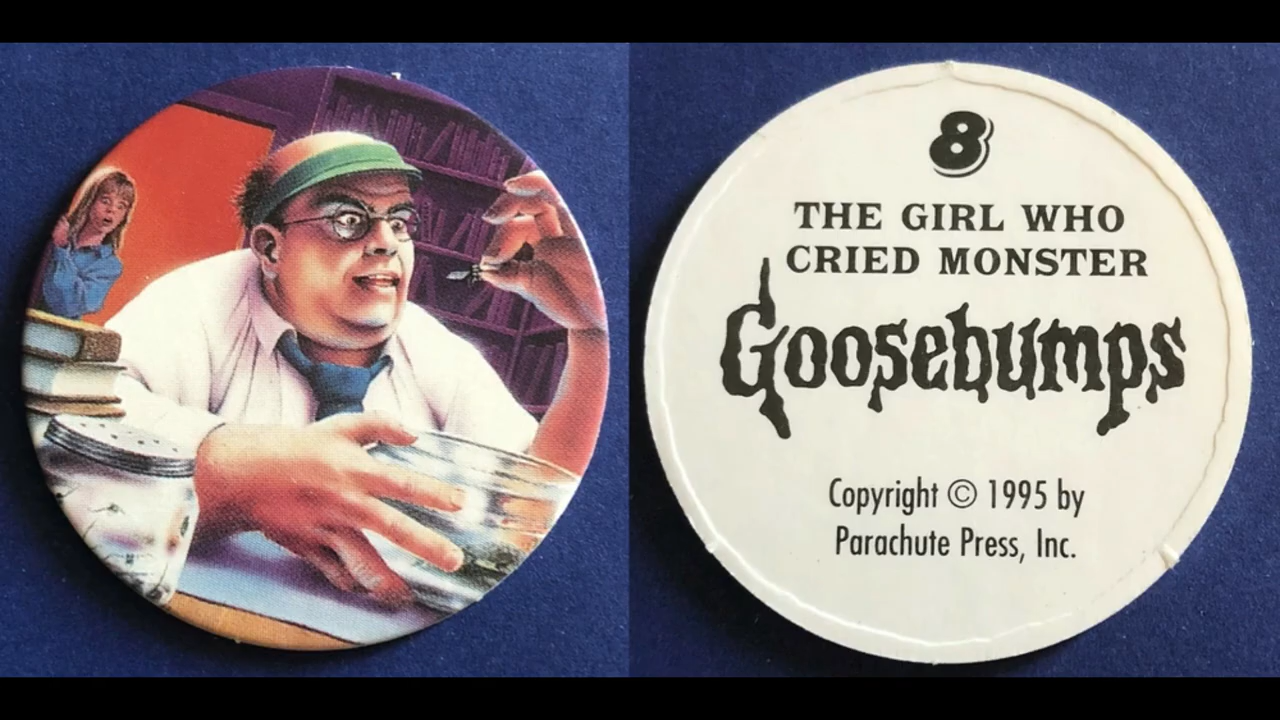 8
THE GIRL WHO
CRIED MONSTER
Goosebumps
Copyright © 1995 by
Parachute Press, Inc.